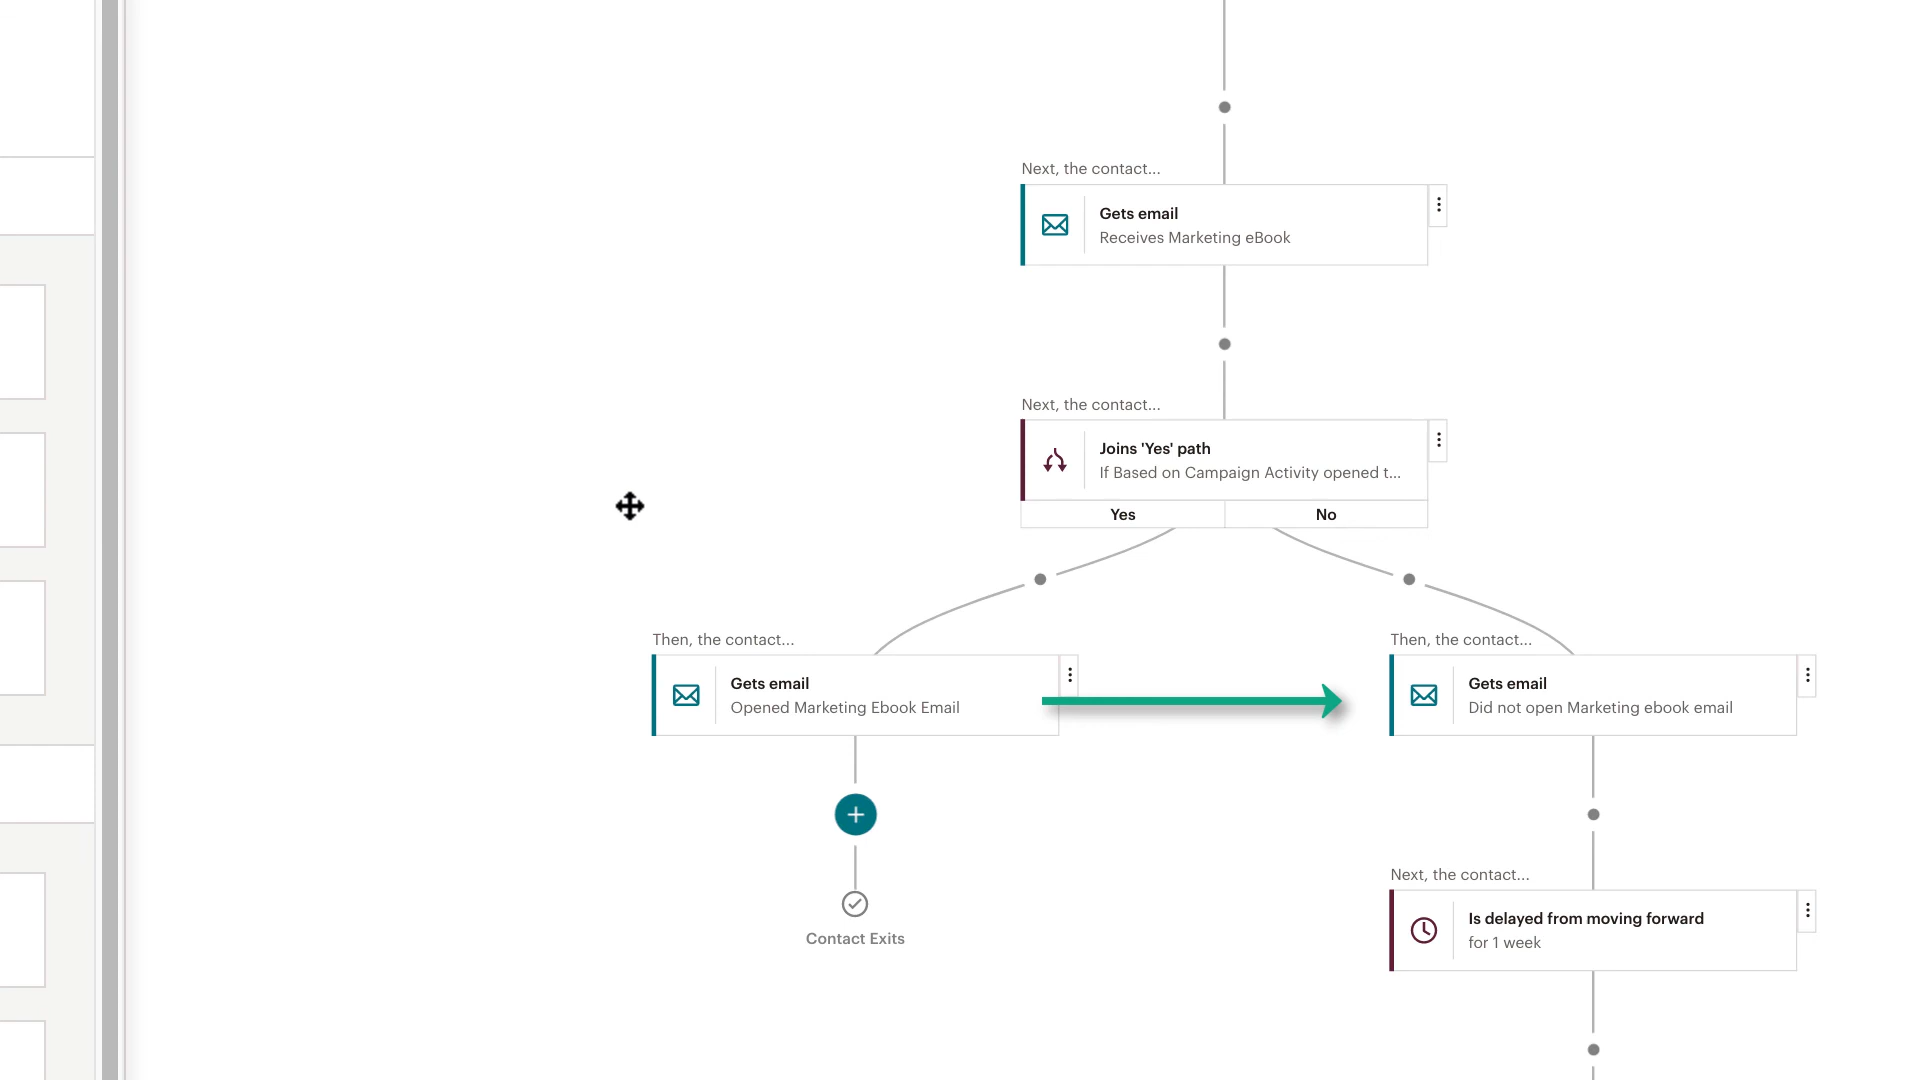 Next, the contact...
Gets email
Receives Marketing eBook
Next, the contact...
Joins 'Yes' path
If Based on Campaign Activity opened t...
Yes
No
Then, the contact...
Gets email
Opened Marketing Ebook Email
Then, the contact...
Gets email
Did not open Marketing ebook email
Contact Exits
Next, the contact...
Is delayed from moving forward
for 1 week